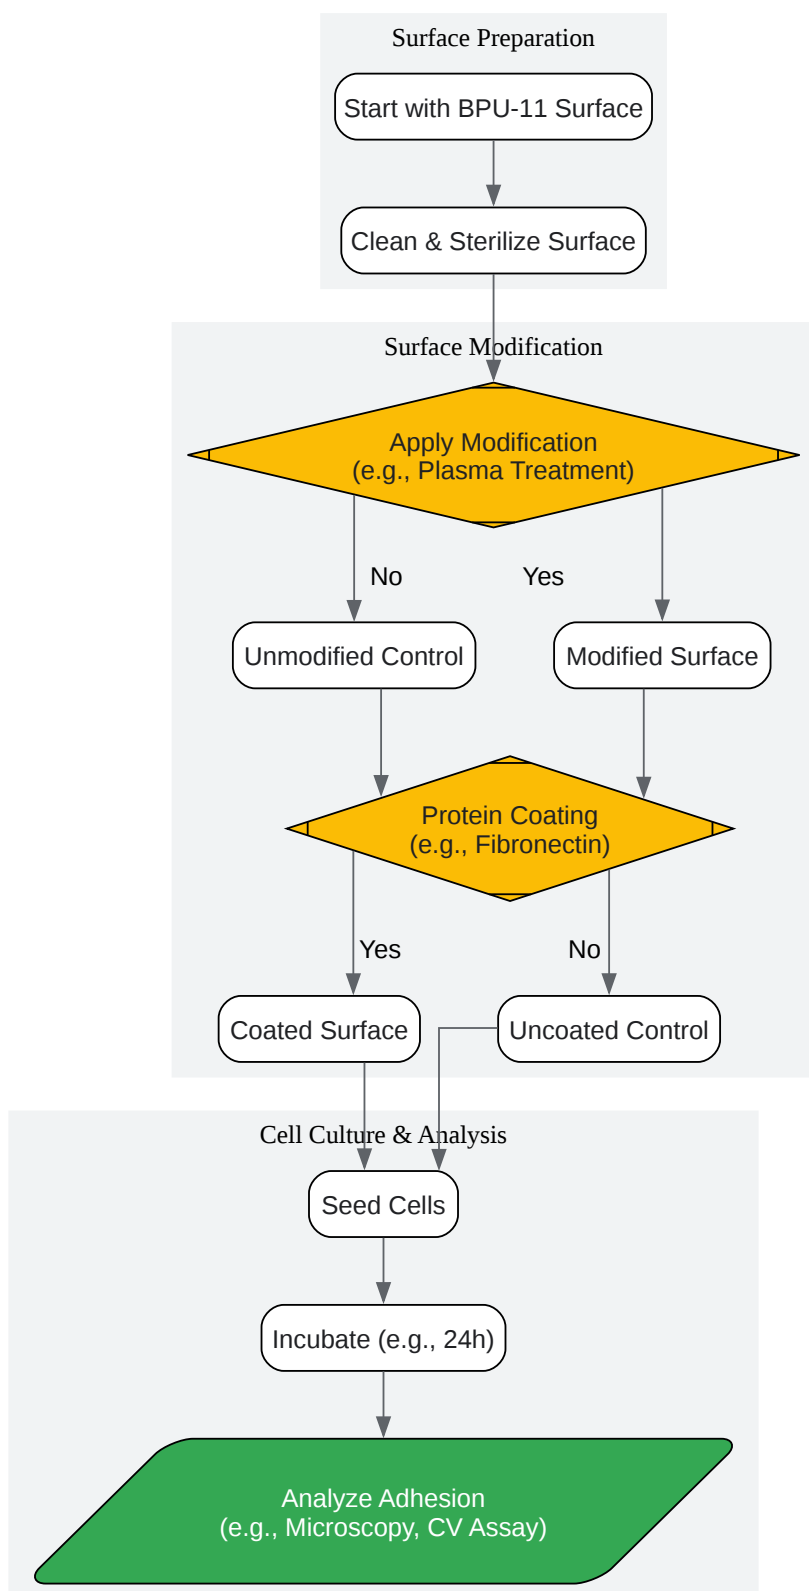 Surface Preparation
Start with BPU-11 Surface
Clean & Sterilize Surface
Surface Modification
Apply Modification
(e.g., Plasma Treatment)
No
Yes
Unmodified Control
Modified Surface
Protein Coating
(e.g., Fibronectin)
Yes
No
Coated Surface
Uncoated Control
Cell Culture & Analysis
Seed Cells
Incubate (e.g., 24h)
Analyze Adhesion
(e.g., Microscopy, CV Assay)